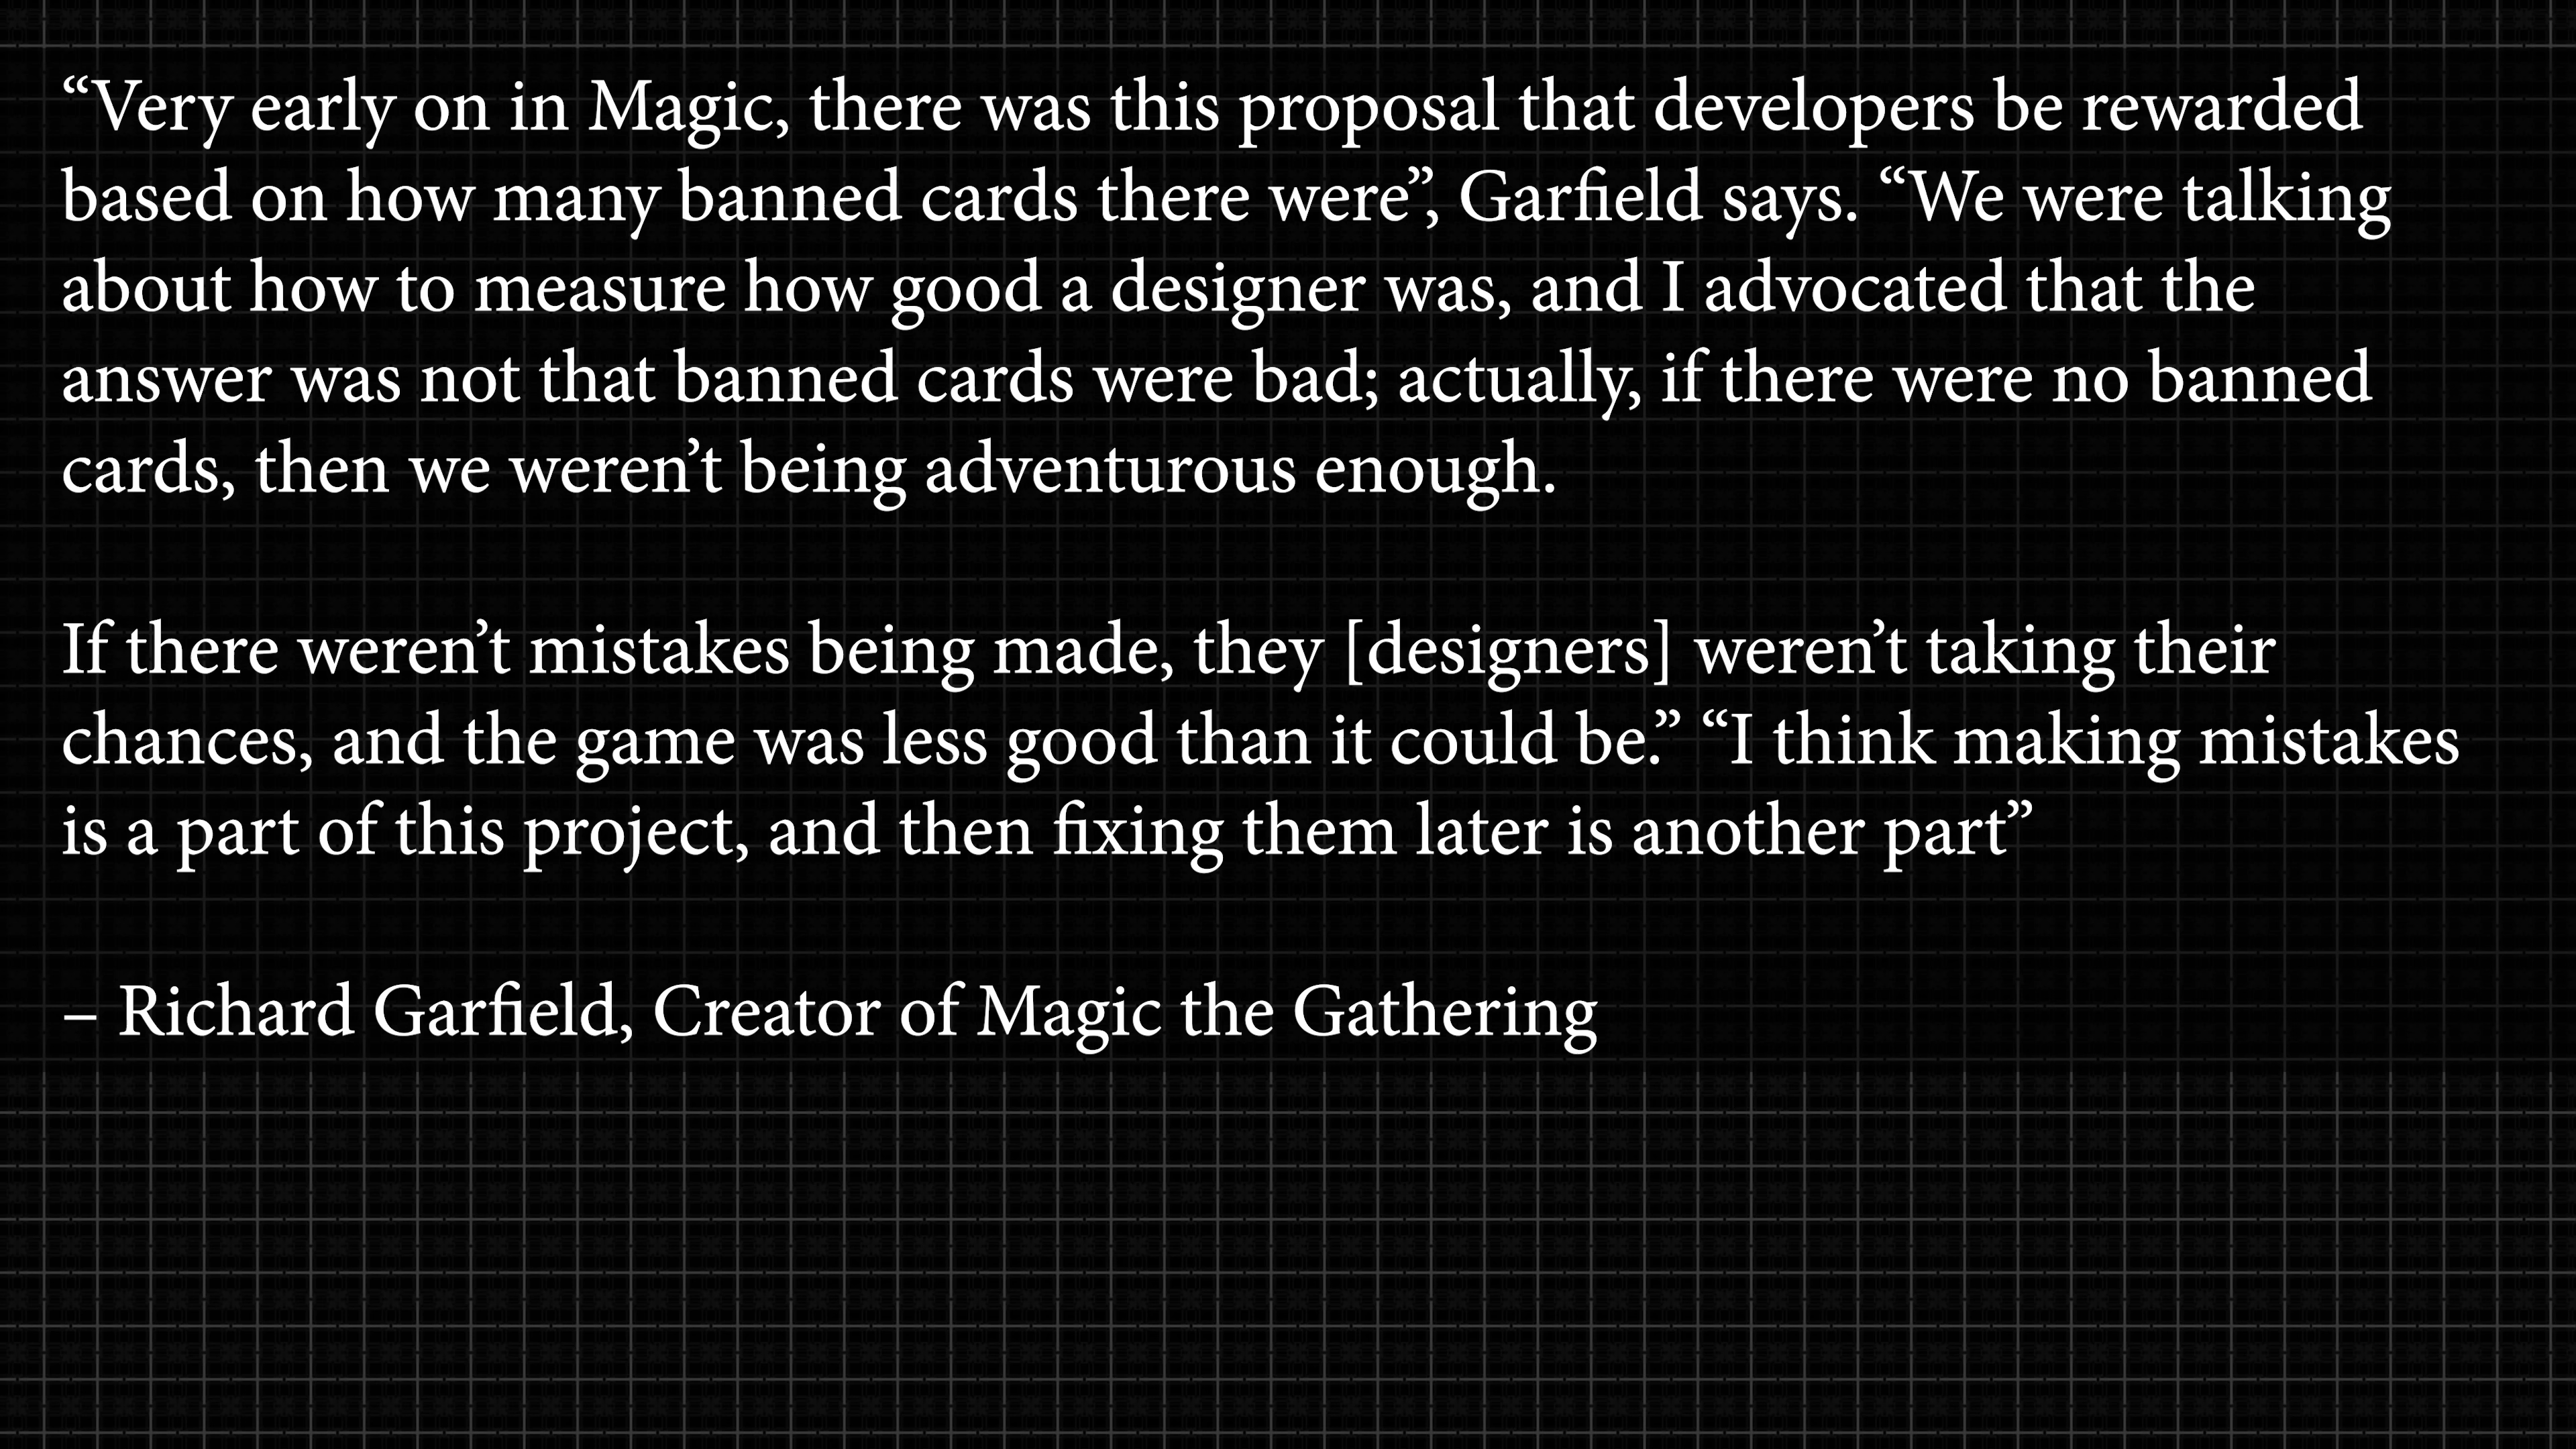 “Very early on in Magic, there was this proposal that developers be rewarded
based on how many banned cards there were”, Garfield says. “We were talking
about how to measure how good a designer was, and I advocated that the
answer was not that banned cards were bad; actually, if there were no banned
cards, then we weren’t being adventurous enough.
If there weren’t mistakes being made, they [designers] weren’t taking their
chances, and the game was less good than it could be.” “I think making mistakes
is a part of this project, and then fixing them later is another part”
– Richard Garfield, Creator of Magic the Gathering